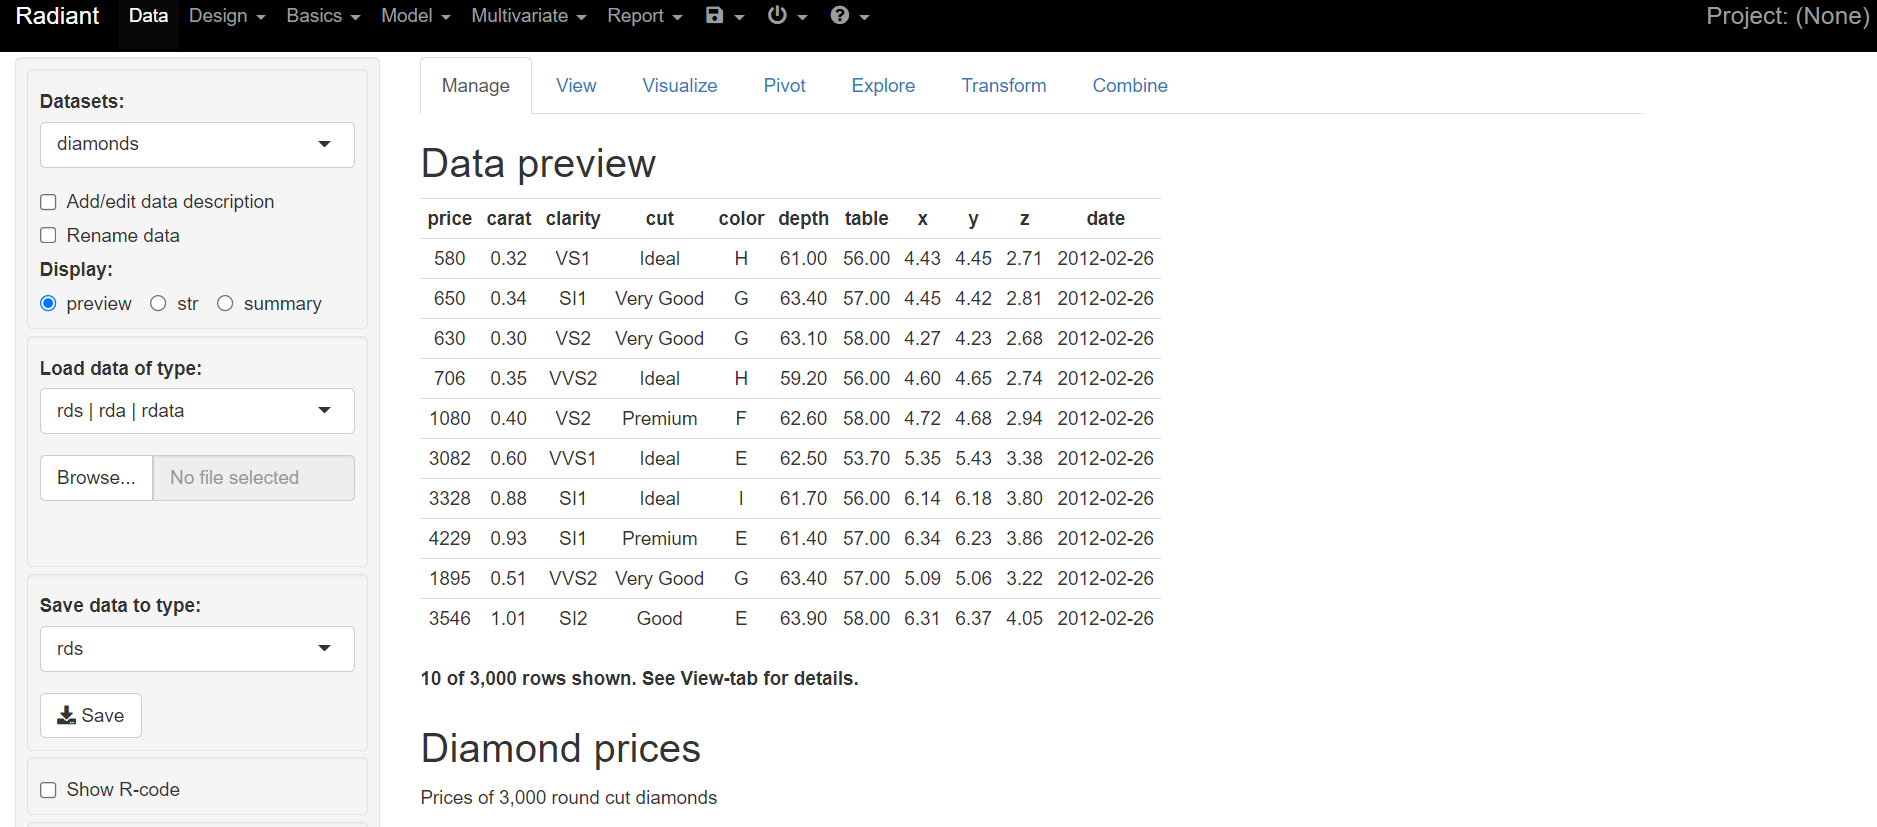 Radiant Data Design Basics Model Multivariate Report Project: (None)
Datasets:
diamonds
Add/edit data description
Rename data
Display:
preview str summary
Load data of type:
rds | rda | rdata
Browse... No file selected
Save data to type:
rds
Save
Show R-code
Manage View Visualize Pivot Explore Transform Combine
Data preview
price carat clarity cut color depth table x y z date
580 0.32 VS1 Ideal H 61.00 56.00 4.43 4.45 2.71 2012-02-26
650 0.34 SI1 Very Good G 63.40 57.00 4.45 4.42 2.81 2012-02-26
630 0.30 VS2 Very Good G 63.10 58.00 4.27 4.23 2.68 2012-02-26
706 0.35 VVS2 Ideal H 59.20 56.00 4.60 4.65 2.74 2012-02-26
1080 0.40 VS2 Premium F 62.60 58.00 4.72 4.68 2.94 2012-02-26
3082 0.60 VVS1 Ideal E 62.50 53.70 5.35 5.43 3.38 2012-02-26
3328 0.88 SI1 Ideal I 61.70 56.00 6.14 6.18 3.80 2012-02-26
4229 0.93 SI1 Premium E 61.40 57.00 6.34 6.23 3.86 2012-02-26
1895 0.51 VVS2 Very Good G 63.40 57.00 5.09 5.06 3.22 2012-02-26
3546 1.01 SI2 Good E 63.90 58.00 6.31 6.37 4.05 2012-02-26
10 of 3,000 rows shown. See View-tab for details.
Diamond prices
Prices of 3,000 round cut diamonds